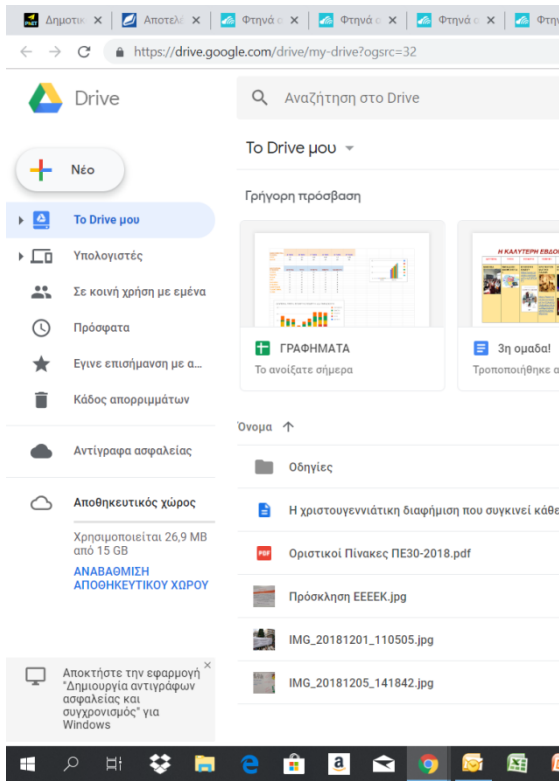 Δημοτικ
Αποτελέ
Φτηνά
Φτηνά
Φτηνά
Φτην
https://drive.google.com/drive/my-drive?ogsrc=32
Drive
Αναζήτηση στο Drive
Νέο
Το Drive μου
Γρήγορη πρόσβαση
Το Drive μου
Υπολογιστές
Σε κοινή χρήση με εμένα
Πρόσφατα
Εγινε επισήμανση με α...
Κάδος απορριμμάτων
Αντίγραφα ασφαλείας
Αποθηκευτικός χώρος
Χρησιμοποιείται 26,9 MB
από 15 GB
ΑΝΑΒΑΘΜΙΣΗ
ΑΠΟΘΗΚΕΥΤΙΚΟΥ ΧΩΡΟΥ
Αποκτήστε την εφαρμογή
"Δημιουργία αντιγράφων
ασφαλείας και
συγχρονισμός" για
Windows
Η ΚΑΛΥΤΕΡΗ ΕΒΔΟ
ΓΡΑΦΗΜΑΤΑ
Το ανοίξατε σήμερα
3η ομαδα!
Τροποποιήθηκε α
Όνομα
Οδηγίες
Η χριστουγεννιάτικη διαφήμιση που συγκινεί κάθε
PDF
Οριστικοί Πίνακες ΠΕ30-2018.pdf
Πρόσκληση ΕΕΕΕΚ.jpg
IMG_20181201_110505.jpg
IMG_20181205_141842.jpg